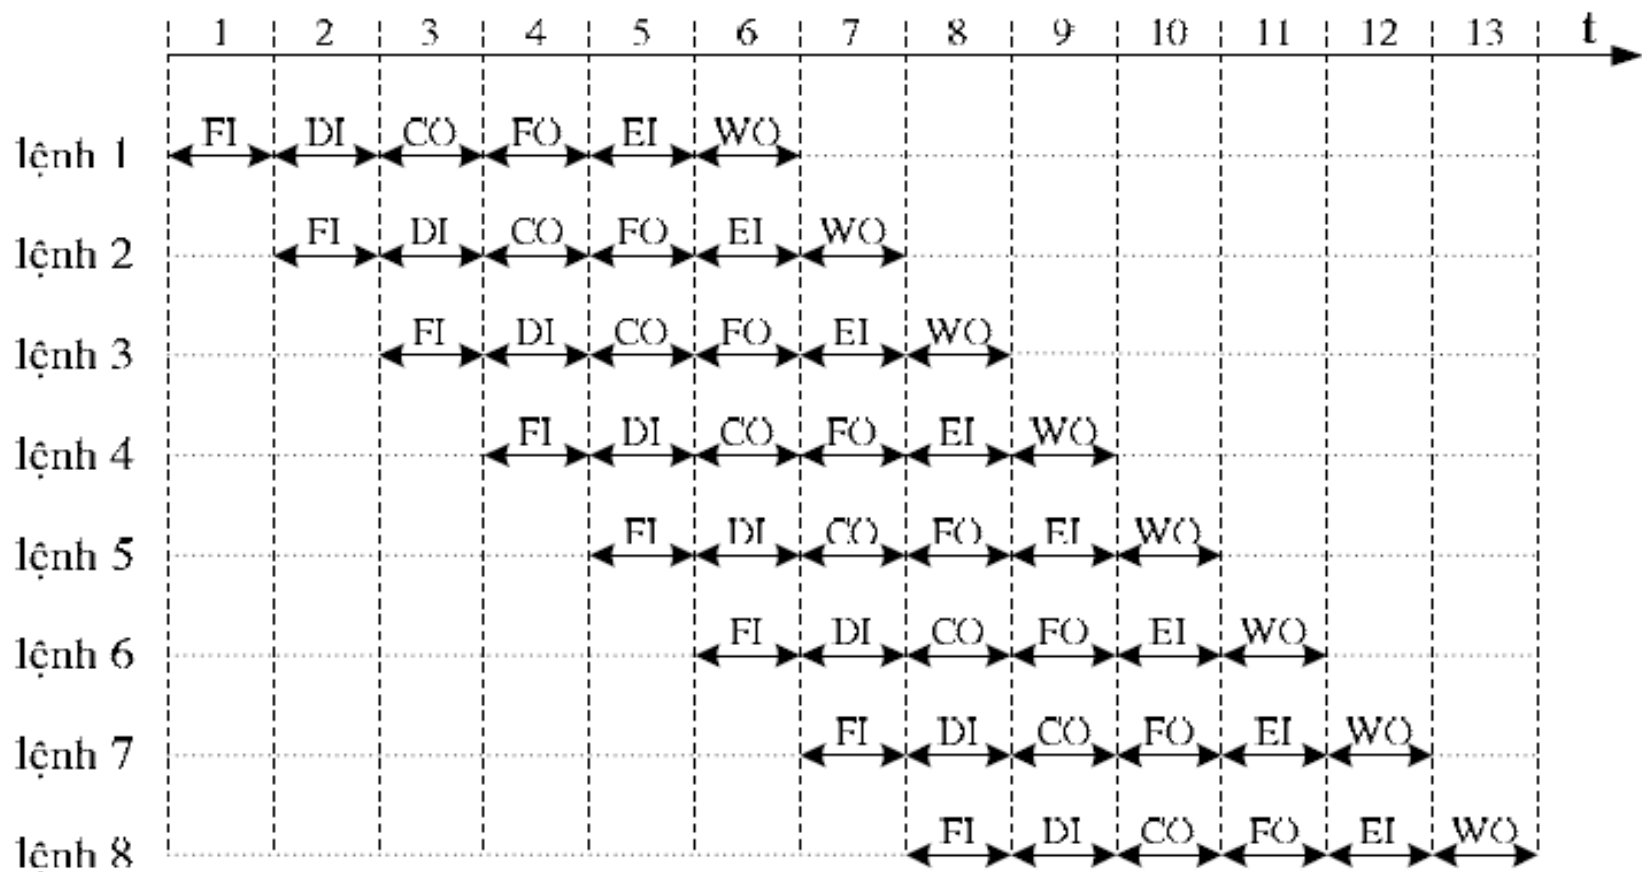 1 2 3 4 5 6 7 8 9 10 11 12 13 t
lệnh 1 FI DI CO FO EI WO
lệnh 2 FI DI CO FO EI WO
lệnh 3 FI DI CO FO EI WO
lệnh 4 FI DI CO FO EI WO
lệnh 5 FI DI CO FO EI WO
lệnh 6 FI DI CO FO EI WO
lệnh 7 FI DI CO FO EI WO
lệnh 8 FI DI CO FO EI WO